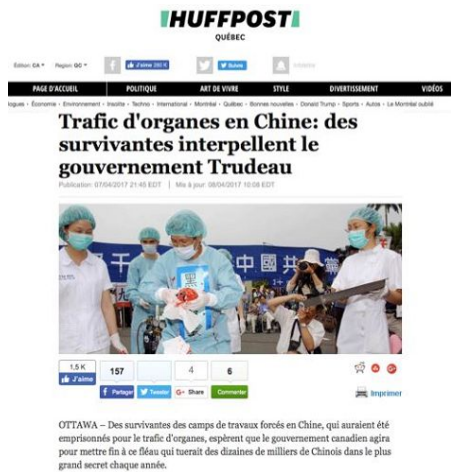 HUFFPOST
QUÉBEC
Édition: CA Region: QC J'aime Suivre
PAGE D'ACCUEIL POLITIQUE ART DE VIVRE STYLE DIVERTISSEMENT VIDÉOS
Économie • Environnement • Insolite • Techno • International • Montréal • Québec • Bonnes nouvelles • Donald Trump • Sports • Autos • Le Montréal oublié
Trafic d'organes en Chine: des
survivantes interpellent le
gouvernement Trudeau
Publication: 07/04/2017 21:45 EDT | Mis à jour: 08/04/2017 10:08 EDT
千 中國共 黨
黑
1,5 K 157 4 6
J'aime Partager Tweeter Share Commenter Imprimer
OTTAWA – Des survivantes des camps de travaux forcés en Chine, qui auraient été
emprisonnés pour le trafic d'organes, espèrent que le gouvernement canadien agira
pour mettre fin à ce fléau qui tuerait des dizaines de milliers de Chinois dans le plus
grand secret chaque année.